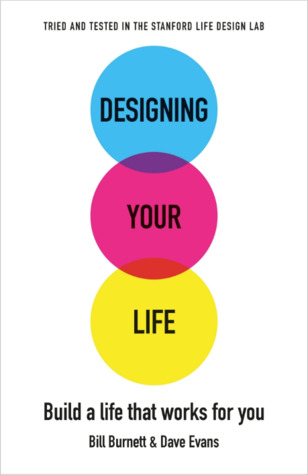 TRIED AND TESTED IN THE STANFORD LIFE DESIGN LAB
DESIGNING
YOUR
LIFE
Build a life that works for you
Bill Burnett & Dave Evans